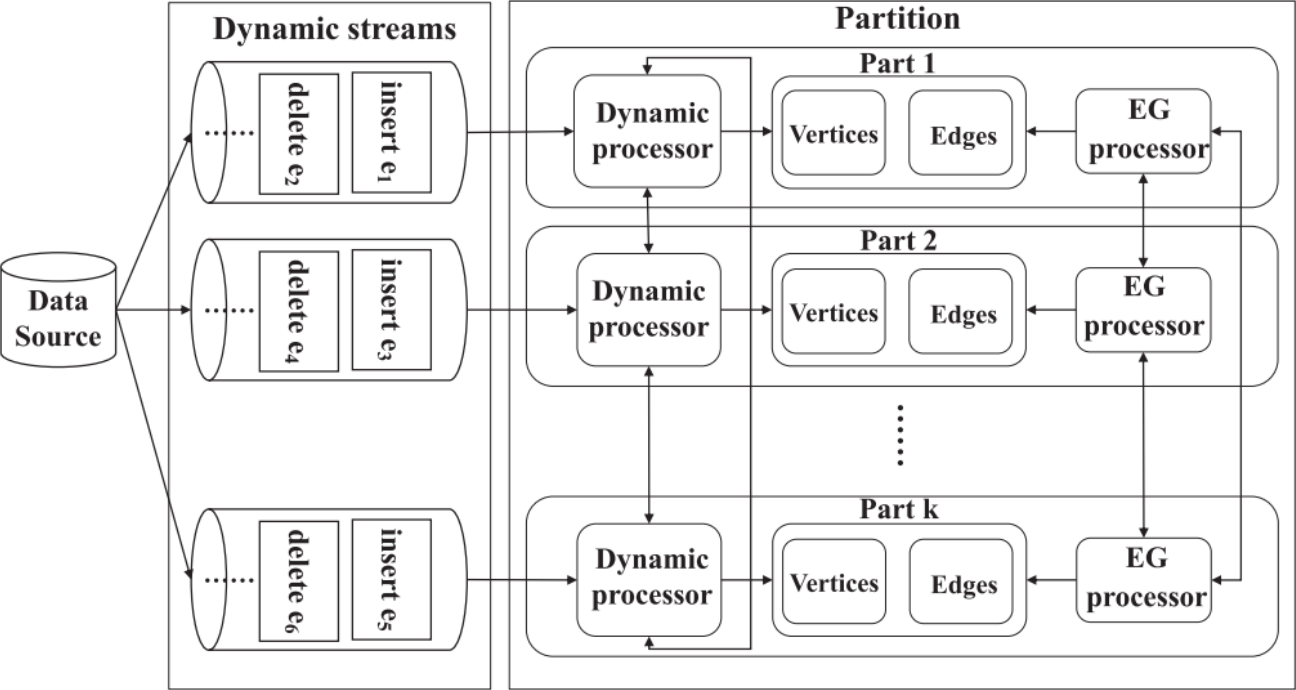 Dynamic streams
Partition
Data
Source
......
delete e₂
insert e₁
......
delete e₄
insert e₃
......
delete e₆
insert e₅
Part 1
Dynamic
processor
Vertices
Edges
EG
processor
Part 2
Dynamic
processor
Vertices
Edges
EG
processor
......
Part k
Dynamic
processor
Vertices
Edges
EG
processor